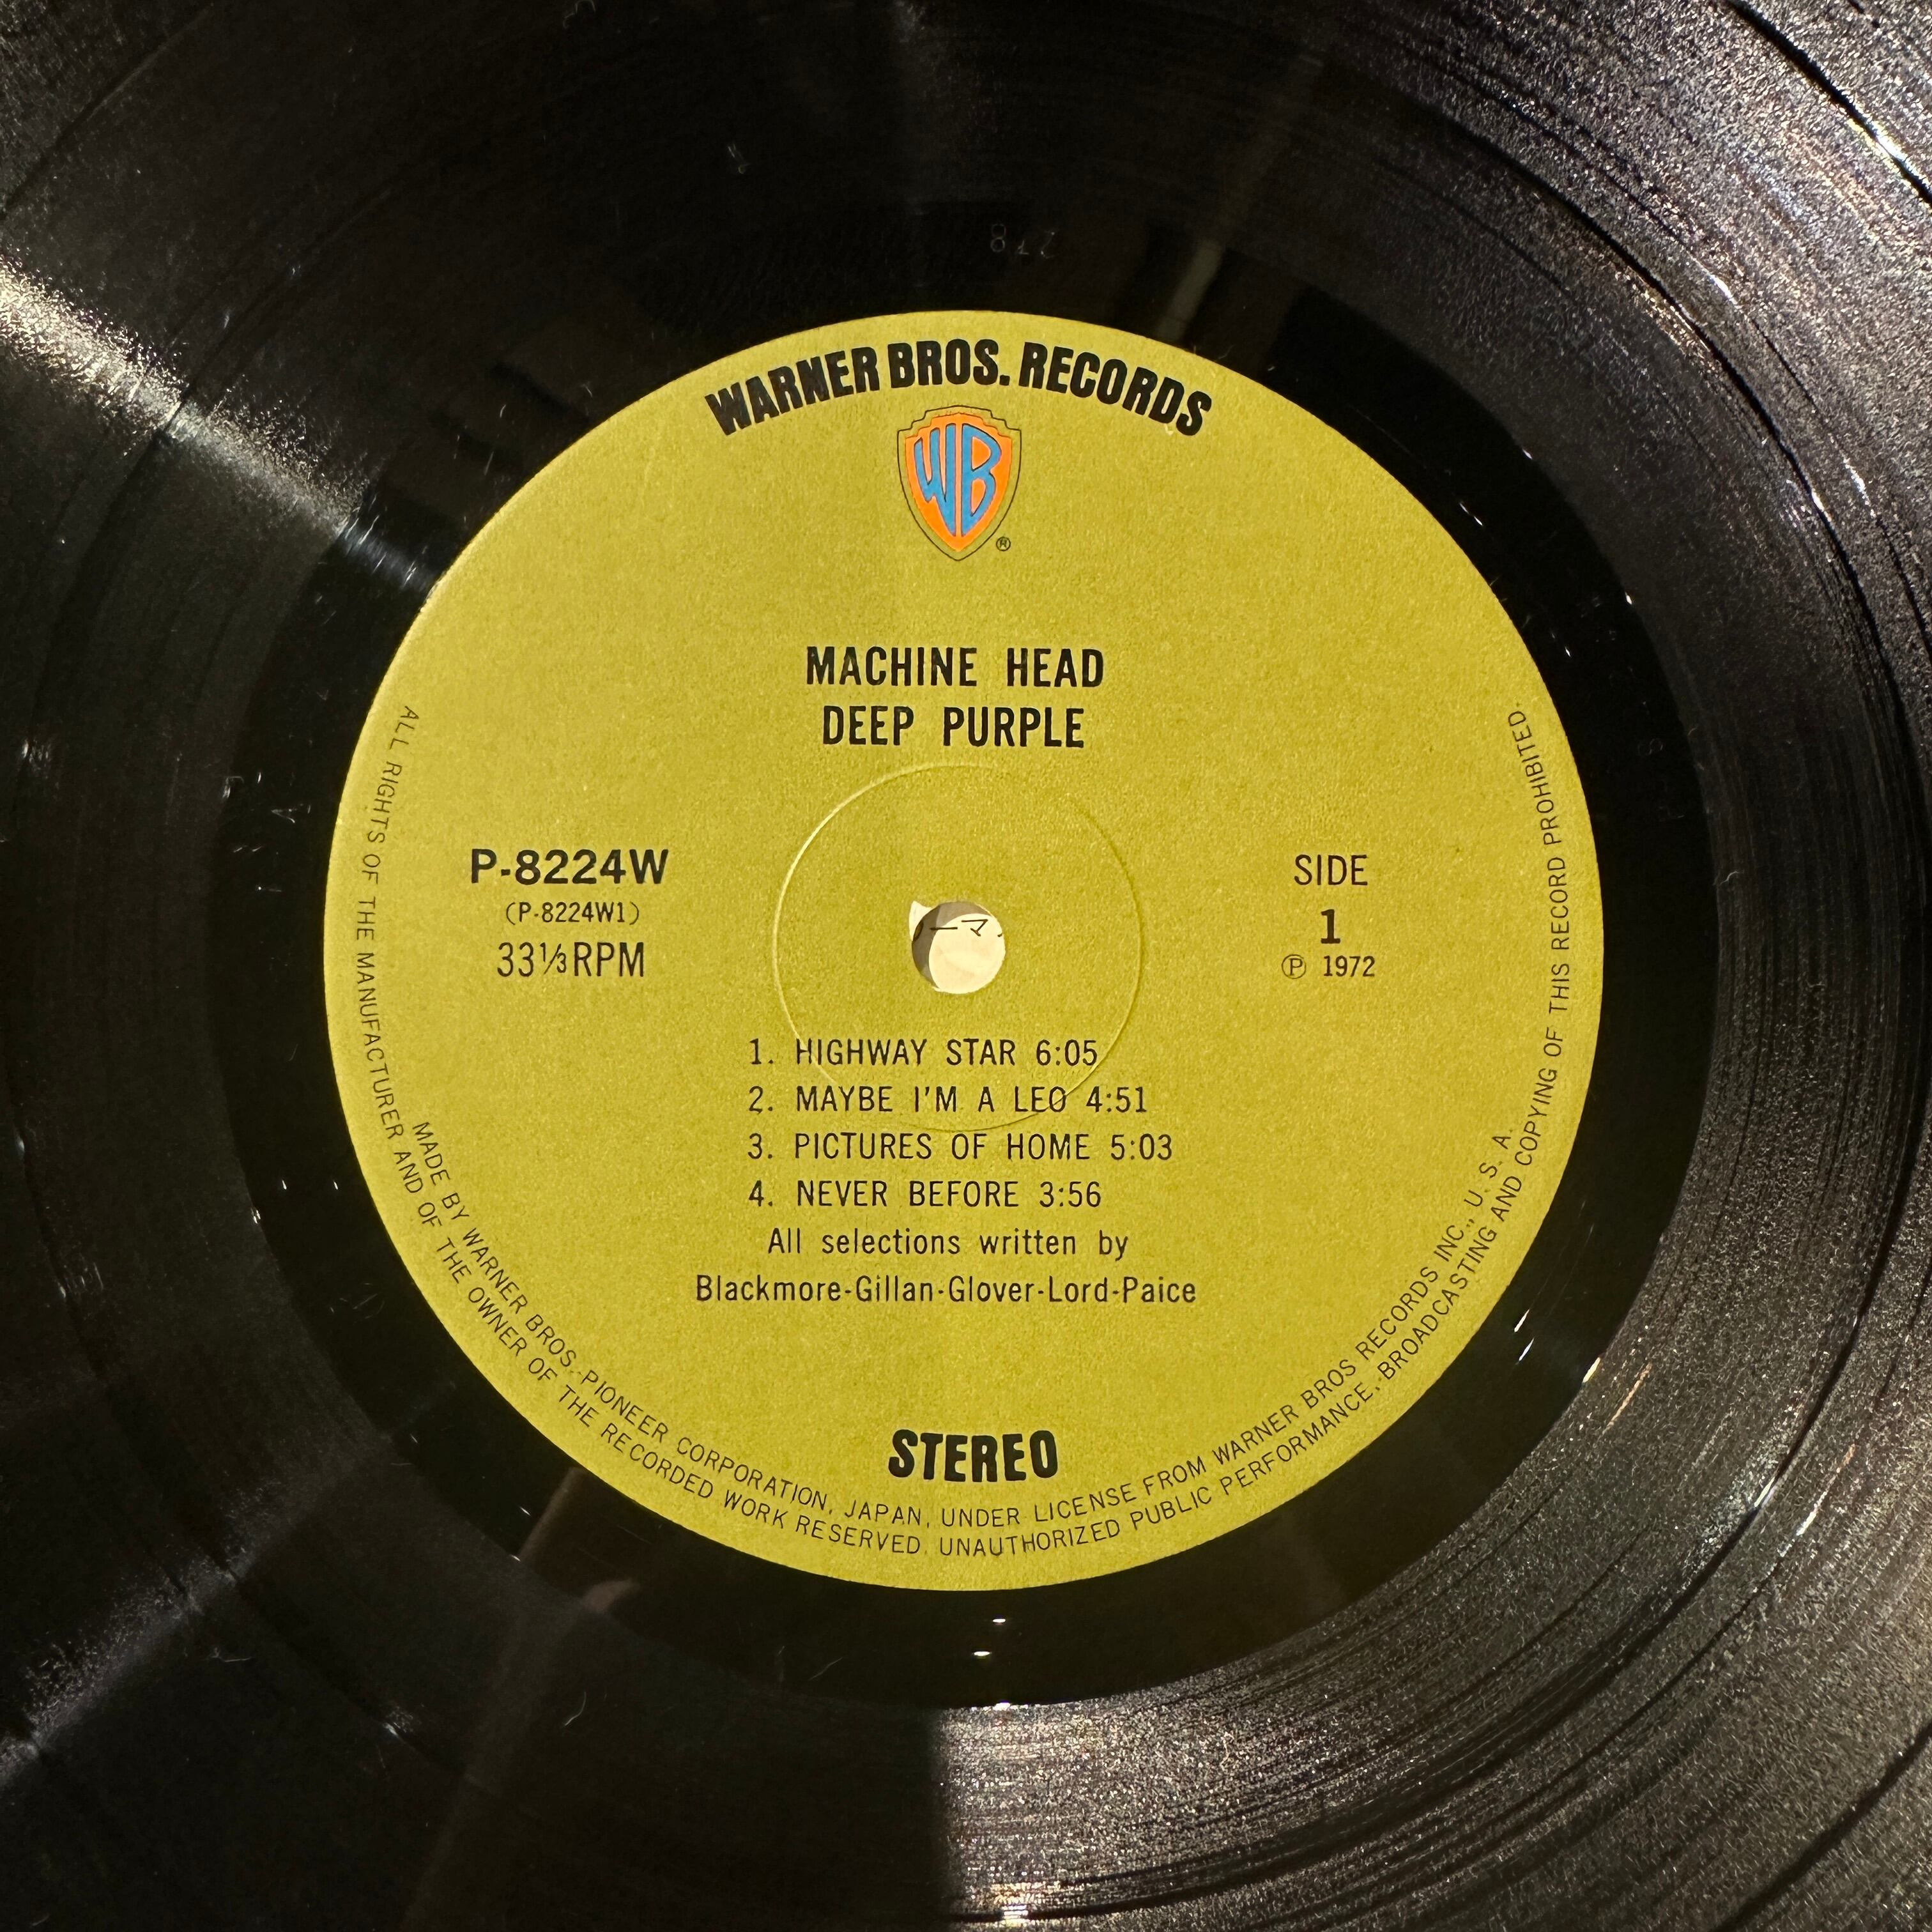 WARNER BROS. RECORDS
WB
®
MACHINE HEAD
DEEP PURPLE
P-8224W
(P-8224W1)
33⅓RPM
SIDE
1
Ⓟ 1972
1. HIGHWAY STAR 6:05
2. MAYBE I'M A LEO 4:51
3. PICTURES OF HOME 5:03
4. NEVER BEFORE 3:56
All selections written by
Blackmore-Gillan-Glover-Lord-Paice
STEREO
MADE BY WARNER BROS.-PIONEER CORPORATION, JAPAN, UNDER LICENSE FROM WARNER BROS RECORDS INC., U. S. A.
ALL RIGHTS OF THE MANUFACTURER AND OF THE OWNER OF THE RECORDED WORK RESERVED. UNAUTHORIZED PUBLIC PERFORMANCE, BROADCASTING AND COPYING OF THIS RECORD PROHIBITED.